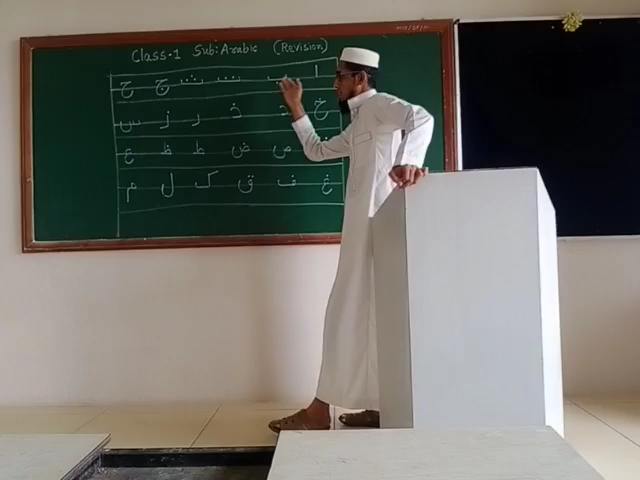 Class-1 Sub: Arabic (Revision)
ا ب ت ث ج ح
خ د ذ ر ز س
ص ض ط ظ ع
غ ف ق ک ل م